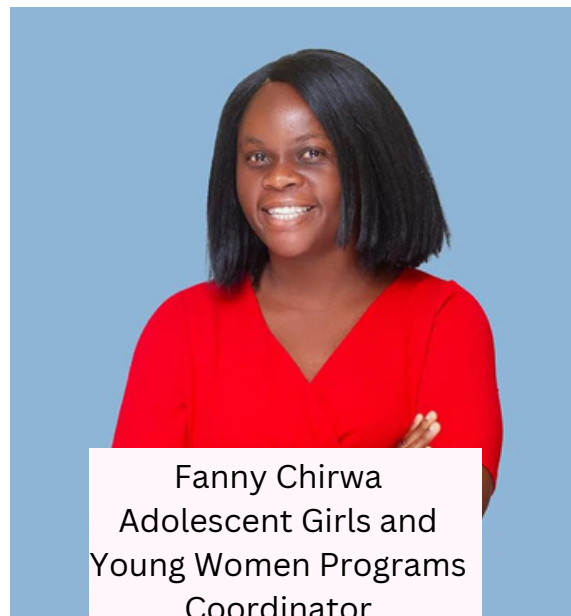 Fanny Chirwa
Adolescent Girls and
Young Women Programs
Coordinator